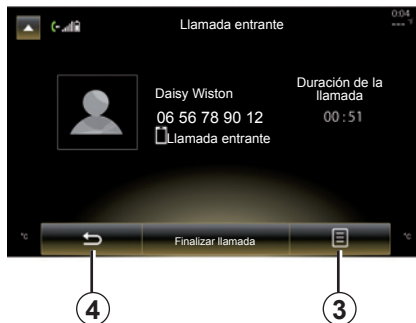 Llamada entrante
0:04
--- °F
Daisy Wiston
06 56 78 90 12
Llamada entrante
Duración de la
llamada
00:51
°C
Finalizar llamada
°C
4
3